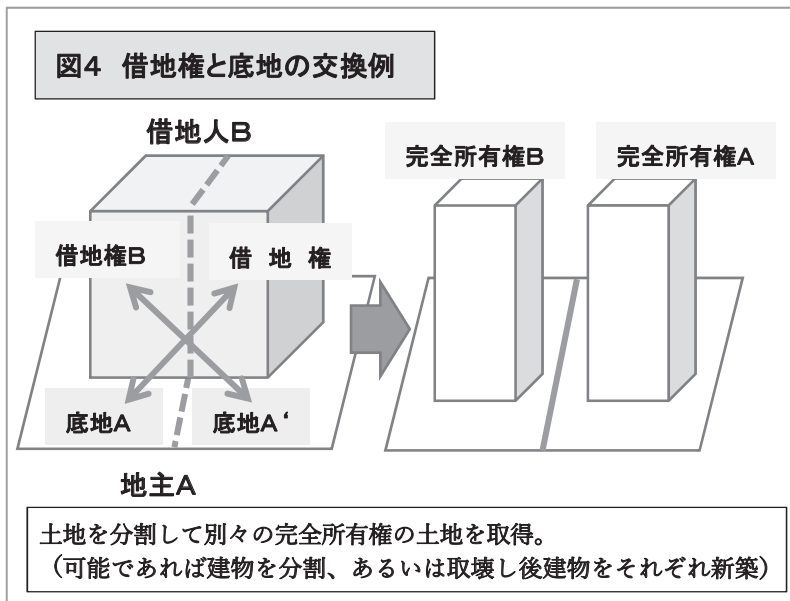 図4 借地権と底地の交換例
借地人B
完全所有権B
完全所有権A
借地権B
借 地 権
底地A
底地A‘
地主A
土地を分割して別々の完全所有権の土地を取得。
（可能であれば建物を分割、あるいは取壊し後建物をそれぞれ新築）